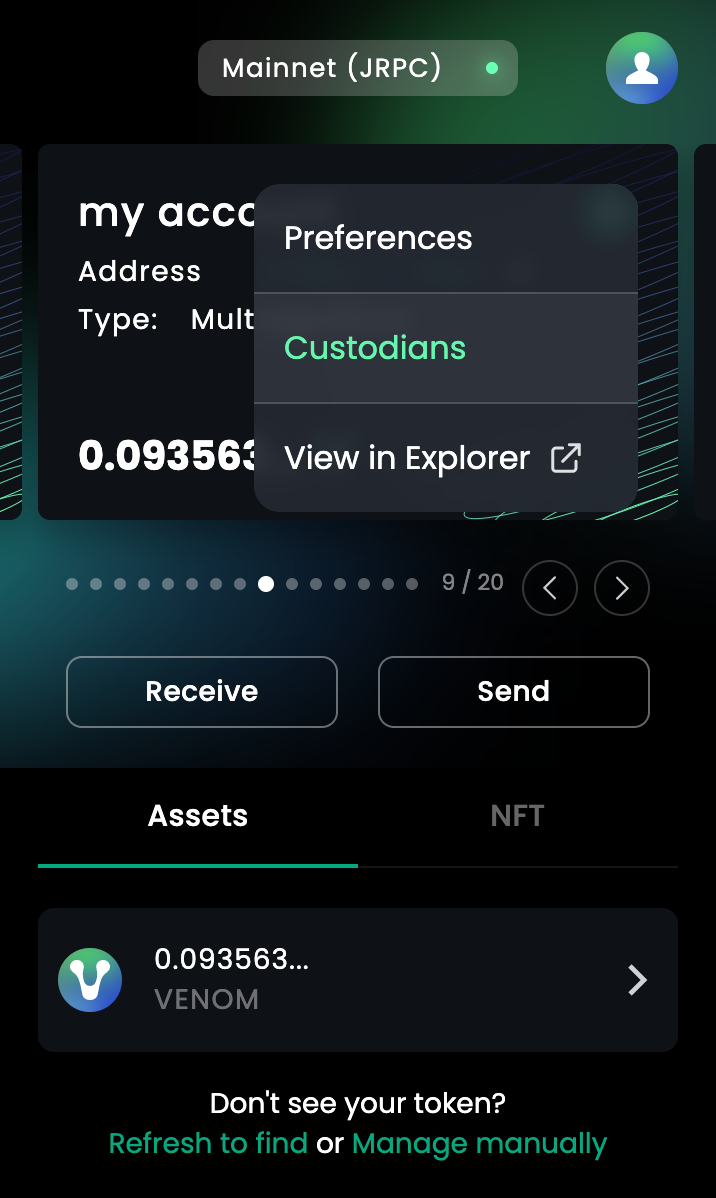 Mainnet (JRPC)
my acco
Address
Type: Mult
0.093563
Preferences
Custodians
View in Explorer
9 / 20
Receive
Send
Assets
NFT
0.093563...
VENOM
Don't see your token?
Refresh to find or Manage manually